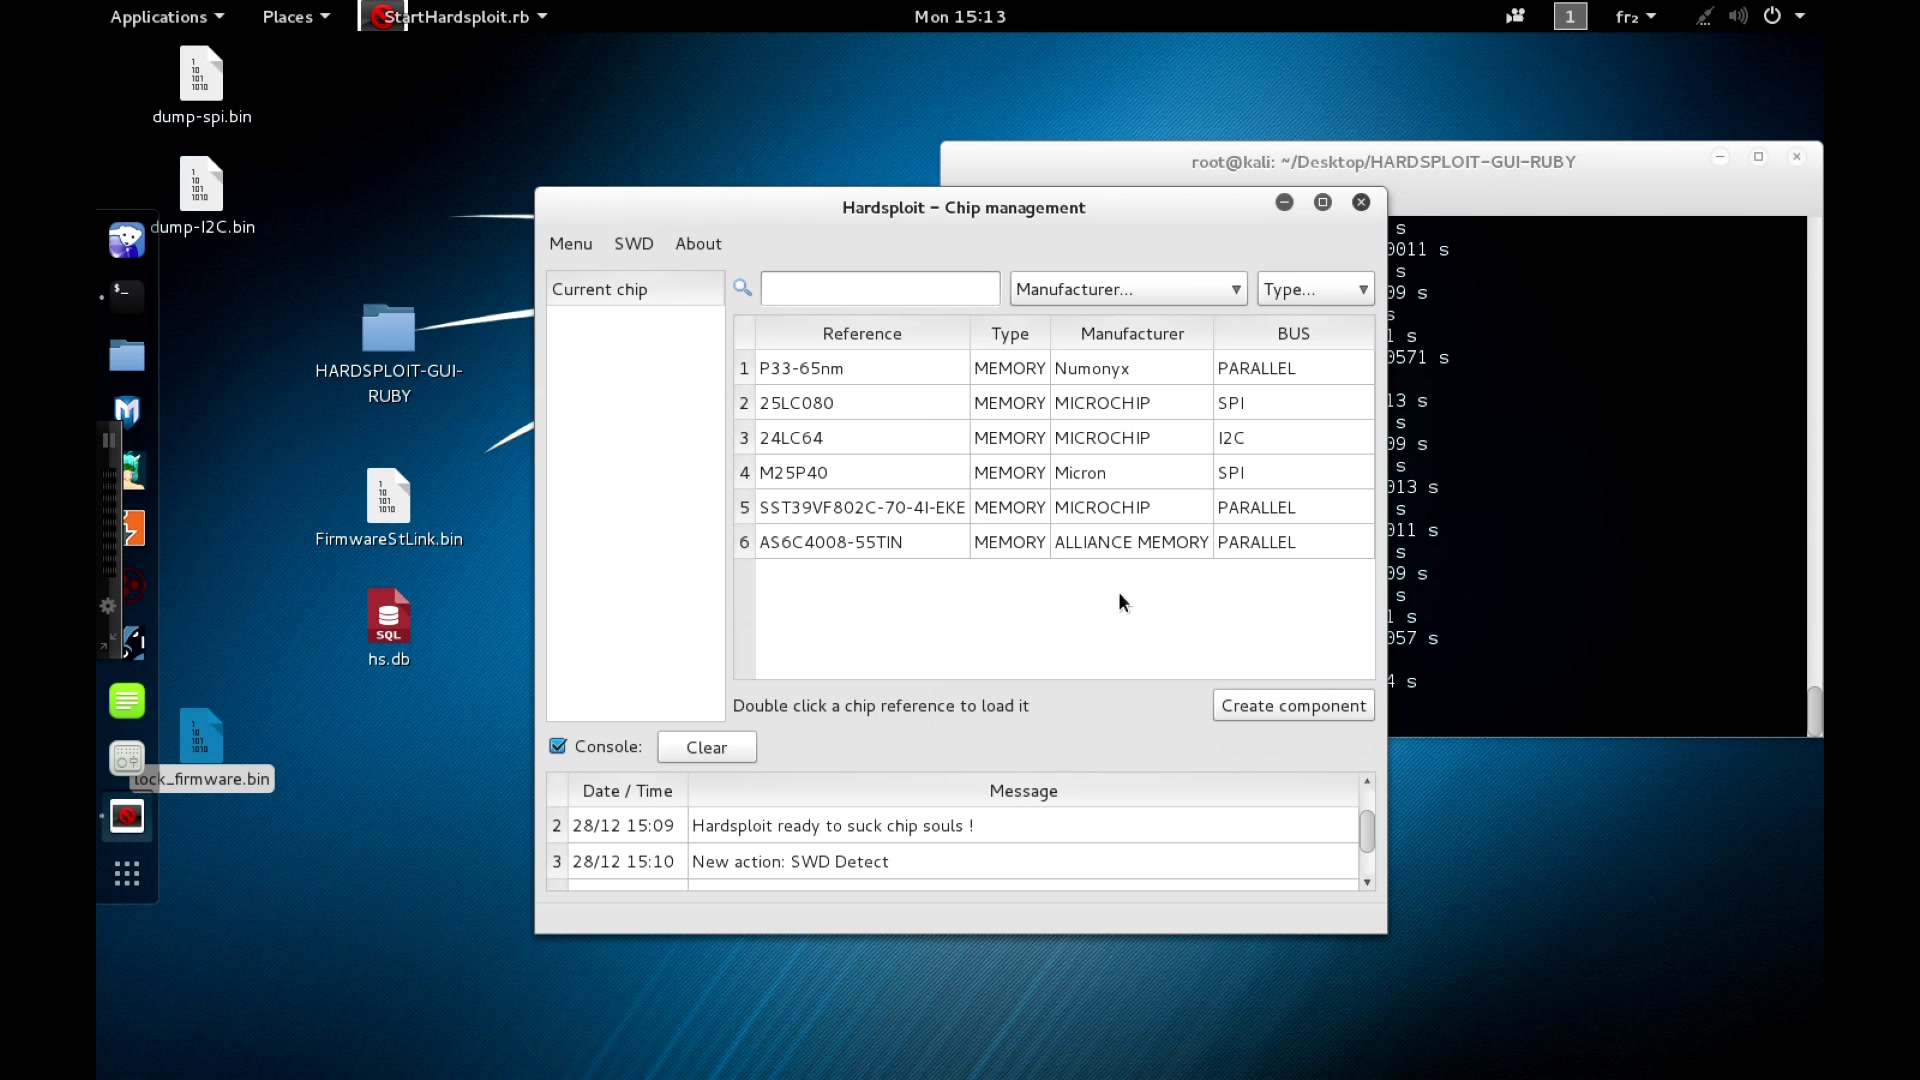 Applications
Places
StartHardsploit.rb
Mon 15:13
1
fr₂
dump-spi.bin
dump-I2C.bin
HARDSPLOIT-GUI-
RUBY
FirmwareStLink.bin
SQL
hs.db
lock_firmware.bin
root@kali: ~/Desktop/HARDSPLOIT-GUI-RUBY
Hardsploit – Chip management
Menu SWD About
Current chip
Manufacturer...
Type...
Reference Type Manufacturer BUS
1 P33-65nm MEMORY Numonyx PARALLEL
2 25LC080 MEMORY MICROCHIP SPI
3 24LC64 MEMORY MICROCHIP I2C
4 M25P40 MEMORY Micron SPI
5 SST39VF802C-70-4I-EKE MEMORY MICROCHIP PARALLEL
6 AS6C4008-55TIN MEMORY ALLIANCE MEMORY PARALLEL
Double click a chip reference to load it
Create component
Console:
Clear
Date / Time Message
2 28/12 15:09 Hardsploit ready to suck chip souls !
3 28/12 15:10 New action: SWD Detect
s
0011 s
s
09 s
s
1 s
0571 s
13 s
s
09 s
s
013 s
s
011 s
s
09 s
s
1 s
057 s
4 s